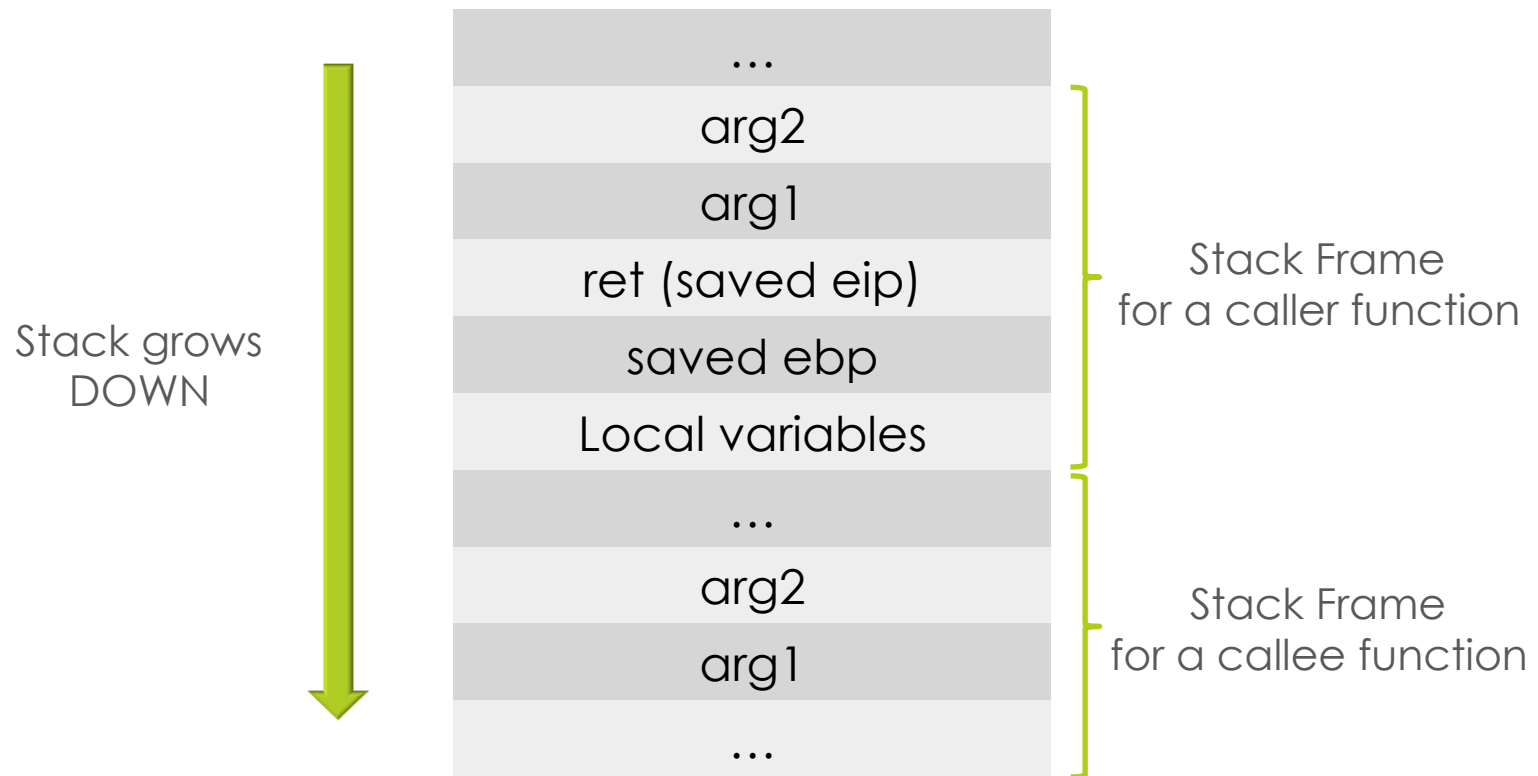 …
arg2
arg1
ret (saved eip)
saved ebp
Local variables
…
arg2
arg1
…
Stack grows
DOWN
Stack Frame
for a caller function
Stack Frame
for a callee function